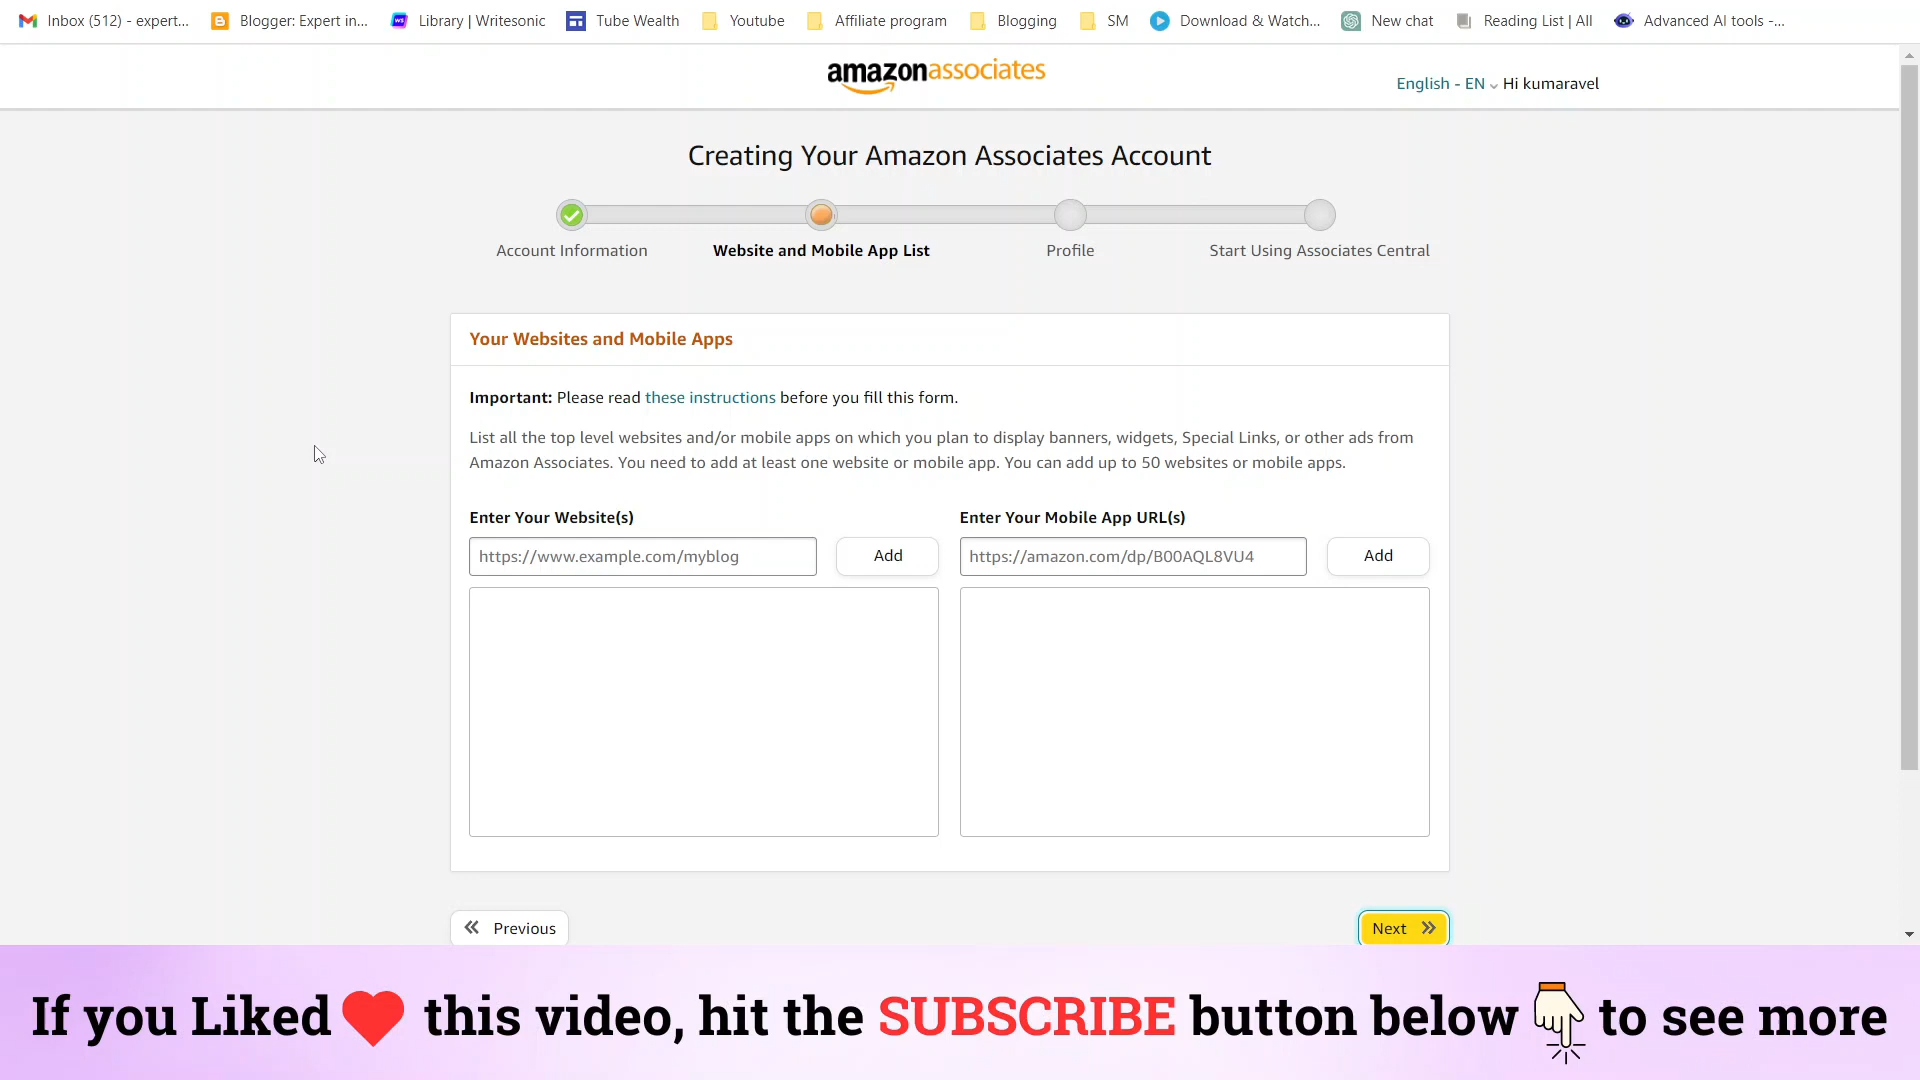 Inbox (512) - expert... Blogger: Expert in... Library | Writesonic Tube Wealth Youtube Affiliate program Blogging SM Download & Watch... New chat Reading List | All Advanced AI tools -...
amazonassociates
English - EN Hi kumaravel
Creating Your Amazon Associates Account
Account Information Website and Mobile App List Profile Start Using Associates Central
Your Websites and Mobile Apps
Important: Please read these instructions before you fill this form.
List all the top level websites and/or mobile apps on which you plan to display banners, widgets, Special Links, or other ads from
Amazon Associates. You need to add at least one website or mobile app. You can add up to 50 websites or mobile apps.
Enter Your Website(s) Enter Your Mobile App URL(s)
https://www.example.com/myblog Add https://amazon.com/dp/B00AQL8VU4 Add
« Previous Next »
If you Liked this video, hit the SUBSCRIBE button below to see more